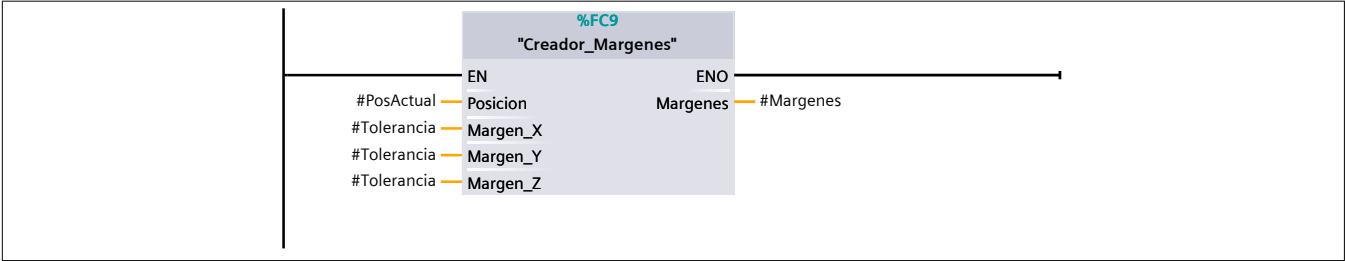 %FC9
"Creador_Margenes"
EN ENO
#PosActual Posicion Margenes #Margenes
#Tolerancia Margen_X
#Tolerancia Margen_Y
#Tolerancia Margen_Z